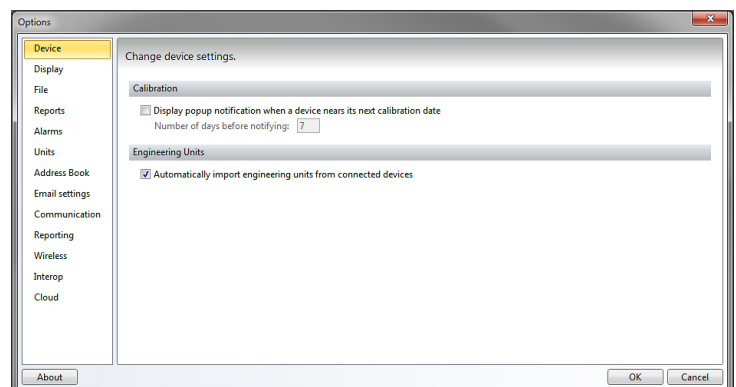 Options
Device
Display
File
Reports
Alarms
Units
Address Book
Email settings
Communication
Reporting
Wireless
Interop
Cloud
Change device settings.
Calibration
Display popup notification when a device nears its next calibration date
Number of days before notifying: 7
Engineering Units
Automatically import engineering units from connected devices
About
OK
Cancel